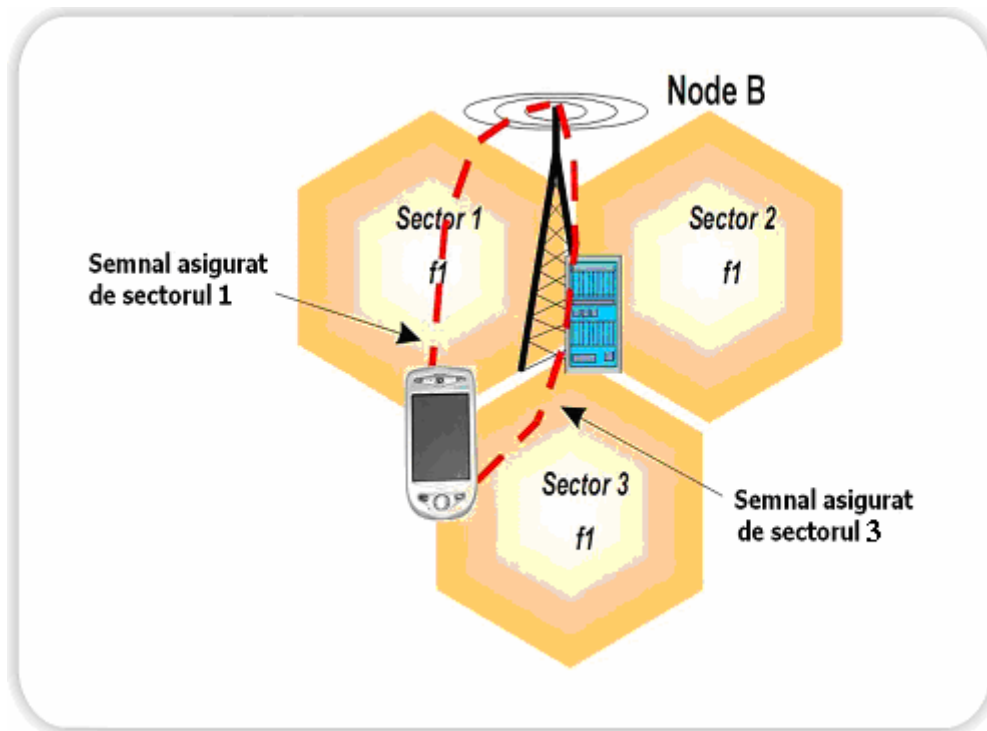 Node B
Sector 1
f1
Sector 2
f1
Semnal asigurat
de sectorul 1
Sector 3
f1
Semnal asigurat
de sectorul 3